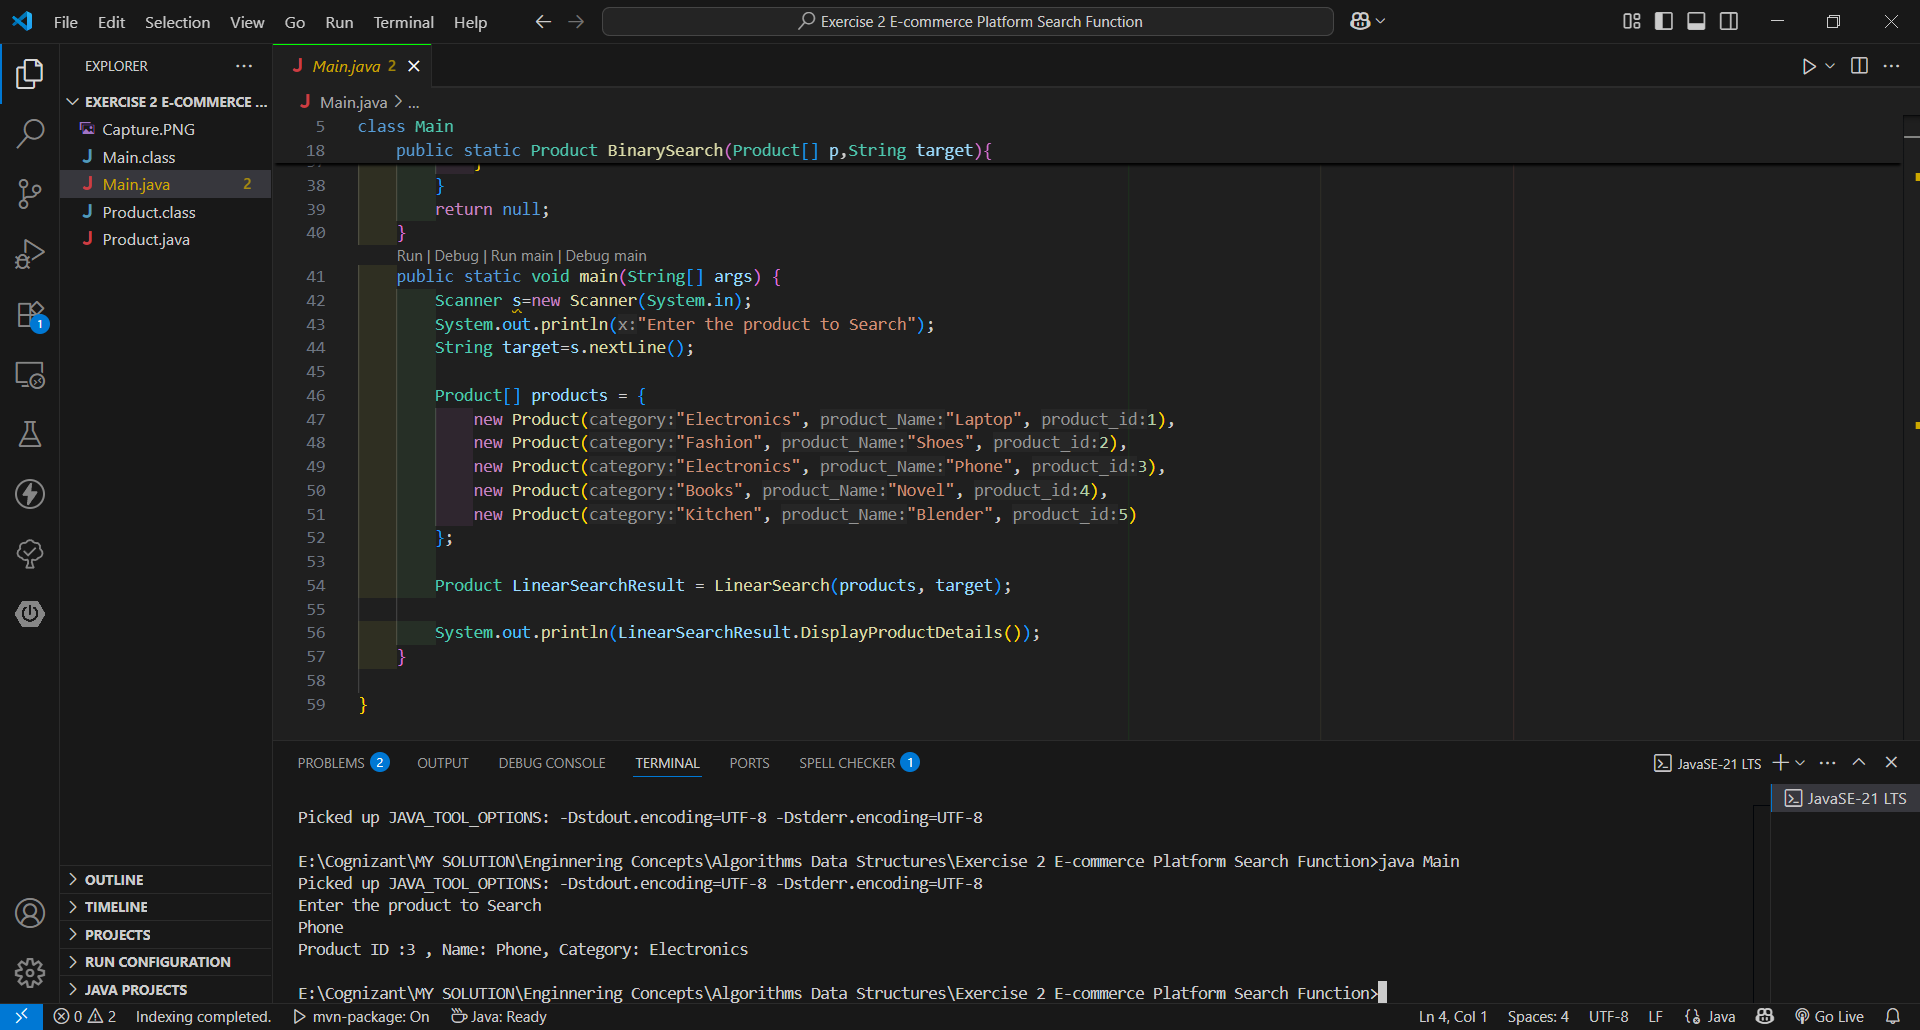 File Edit Selection View Go Run Terminal Help
Exercise 2 E-commerce Platform Search Function
EXPLORER
EXERCISE 2 E-COMMERCE ...
Capture.PNG
Main.class
Main.java 2
Product.class
Product.java
OUTLINE
TIMELINE
PROJECTS
RUN CONFIGURATION
JAVA PROJECTS
1
J Main.java 2
J Main.java > ...
5 class Main
18 public static Product BinarySearch(Product[] p,String target){
38 }
39 return null;
40 }
Run | Debug | Run main | Debug main
41 public static void main(String[] args) {
42 Scanner s=new Scanner(System.in);
43 System.out.println(x:"Enter the product to Search");
44 String target=s.nextLine();
45
46 Product[] products = {
47 new Product(category:"Electronics", product_Name:"Laptop", product_id:1),
48 new Product(category:"Fashion", product_Name:"Shoes", product_id:2),
49 new Product(category:"Electronics", product_Name:"Phone", product_id:3),
50 new Product(category:"Books", product_Name:"Novel", product_id:4),
51 new Product(category:"Kitchen", product_Name:"Blender", product_id:5)
52 };
53
54 Product LinearSearchResult = LinearSearch(products, target);
55
56 System.out.println(LinearSearchResult.DisplayProductDetails());
57 }
58
59 }
PROBLEMS 2 OUTPUT DEBUG CONSOLE TERMINAL PORTS SPELL CHECKER 1
JavaSE-21 LTS
JavaSE-21 LTS
Picked up JAVA_TOOL_OPTIONS: -Dstdout.encoding=UTF-8 -Dstderr.encoding=UTF-8
E:\Cognizant\MY SOLUTION\Enginnering Concepts\Algorithms Data Structures\Exercise 2 E-commerce Platform Search Function>java Main
Picked up JAVA_TOOL_OPTIONS: -Dstdout.encoding=UTF-8 -Dstderr.encoding=UTF-8
Enter the product to Search
Phone
Product ID :3 , Name: Phone, Category: Electronics
E:\Cognizant\MY SOLUTION\Enginnering Concepts\Algorithms Data Structures\Exercise 2 E-commerce Platform Search Function>
0 2 Indexing completed. mvn-package: On Java: Ready
Ln 4, Col 1 Spaces: 4 UTF-8 LF {} Java Go Live